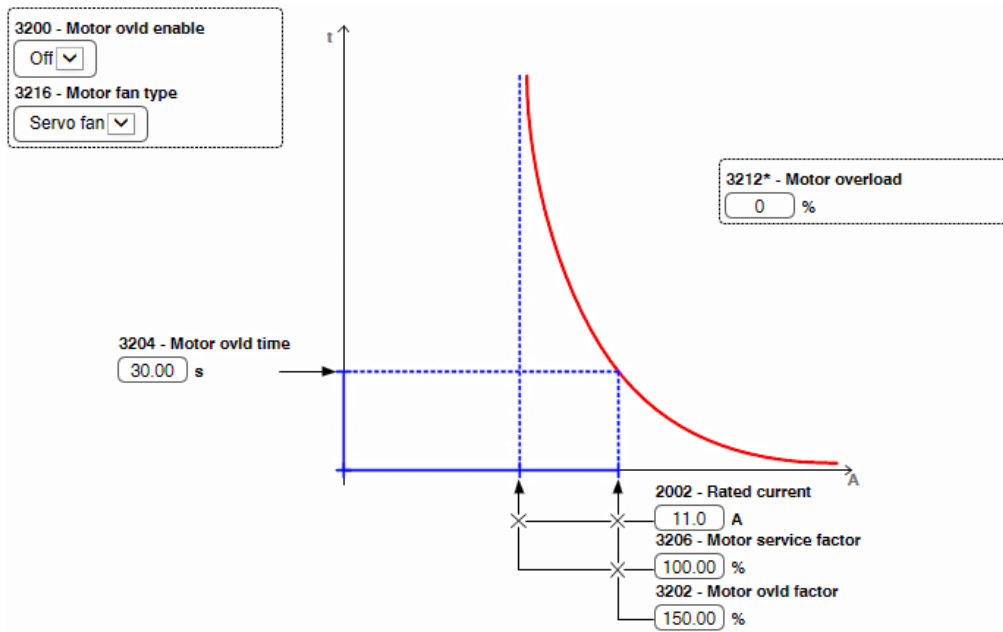 3200 - Motor ovld enable
Off
3216 - Motor fan type
Servo fan
t
3212* - Motor overload
0 %
3204 - Motor ovld time
30.00 s
A
2002 - Rated current
11.0 A
3206 - Motor service factor
100.00 %
3202 - Motor ovld factor
150.00 %